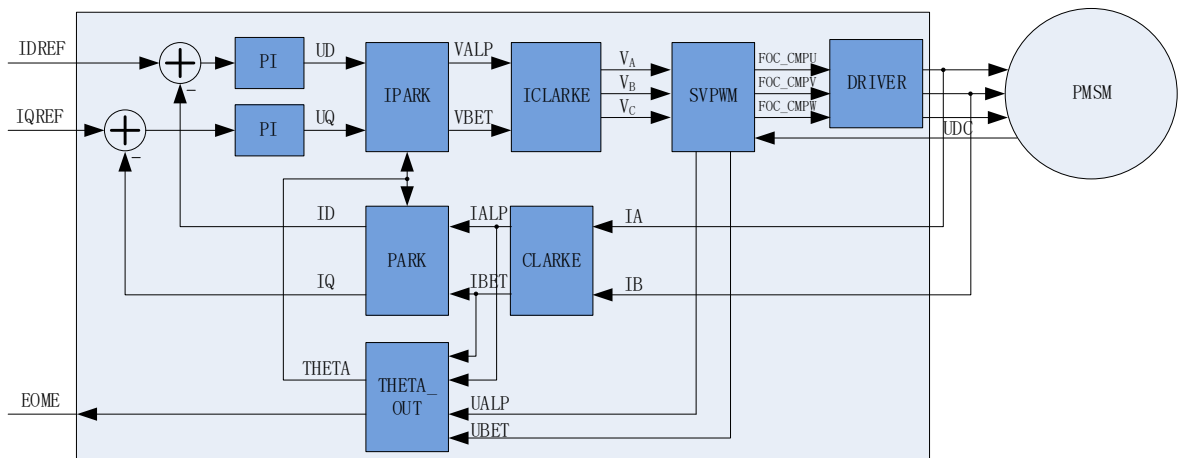 IDREF
PI
UD
IPARK
VALP
ICLARKE
V_A
V_B
V_C
SVPWM
FOC_CMPU
FOC_CMPV
FOC_CMPW
DRIVER
PMSM
IQREF
PI
UQ
VBET
UDC
-
-
ID
PARK
IALP
CLARKE
IA
IQ
IBET
IB
THETA
THETA_
OUT
EOME
UALP
UBET